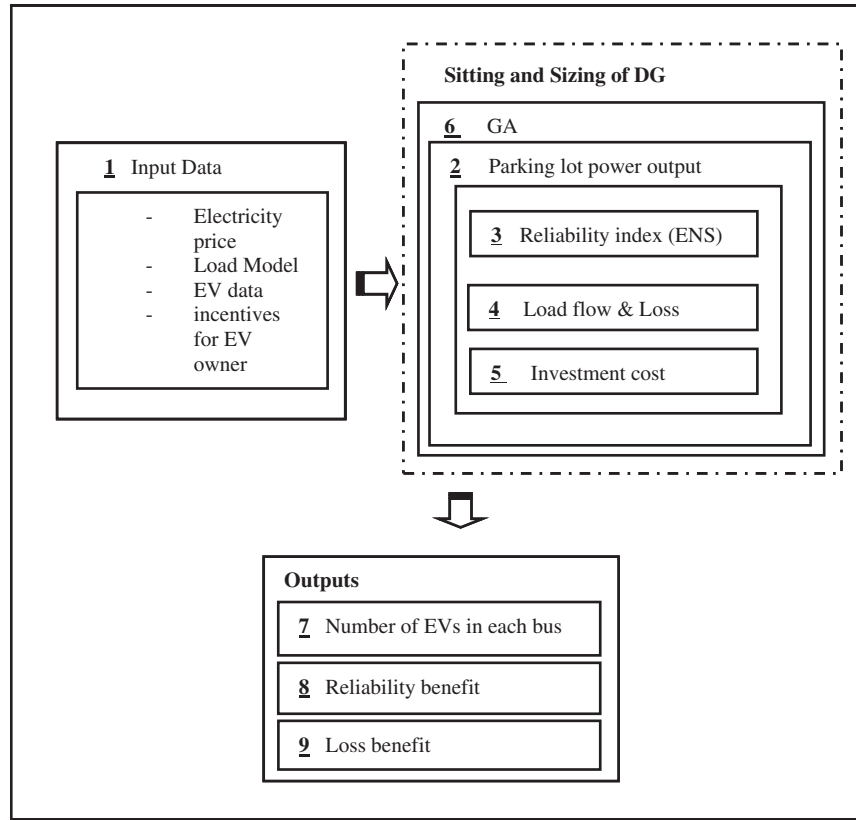 Sitting and Sizing of DG
6 GA
2 Parking lot power output
3 Reliability index (ENS)
4 Load flow & Loss
5 Investment cost
1 Input Data
- Electricity
price
- Load Model
- EV data
- incentives
for EV
owner
Outputs
7 Number of EVs in each bus
8 Reliability benefit
9 Loss benefit